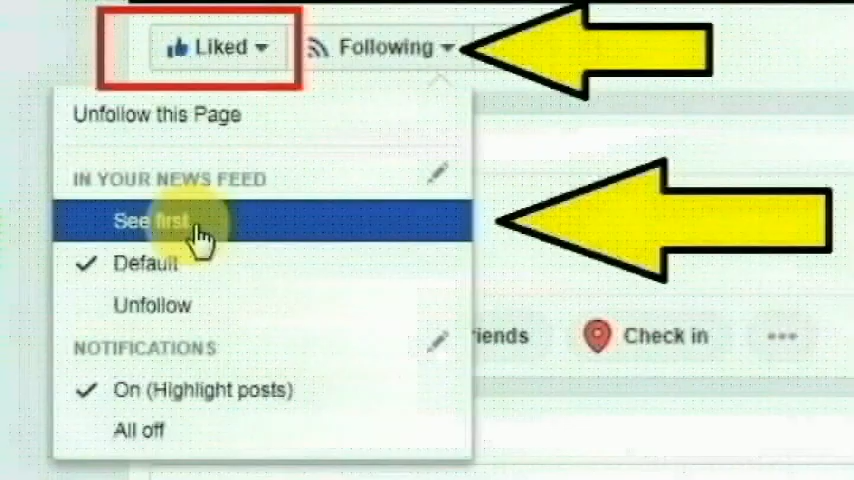 Liked Following
Unfollow this Page
IN YOUR NEWS FEED
See first
Default
Unfollow
riends Check in
NOTIFICATIONS
On (Highlight posts)
All off